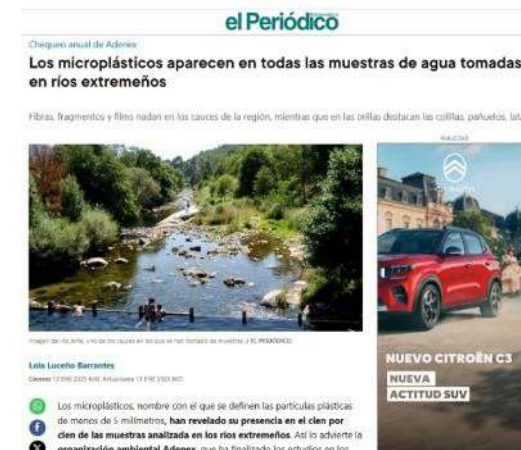 el Periódico
Chequeo anual de Adenex
Los microplásticos aparecen en todas las muestras de agua tomadas
en ríos extremeños
Fibras, fragmentos y films nadan en los cauces de la región, mientras que en las orillas destacan las colillas, pañuelos,
PUBLICIDAD
CITROËN
/ EL PERIÓDICO
Lola Luceño Barrantes
NUEVO CITROËN C3
NUEVA
ACTITUD SUV
Los microplásticos, nombre con el que se definen las partículas plásticas
de menos de 5 milímetros, han revelado su presencia en el cien por
cien de las muestras analizada en los ríos extremeños. Así lo advierte la
organización ambiental Adenex, que ha finalizado los estudios en los